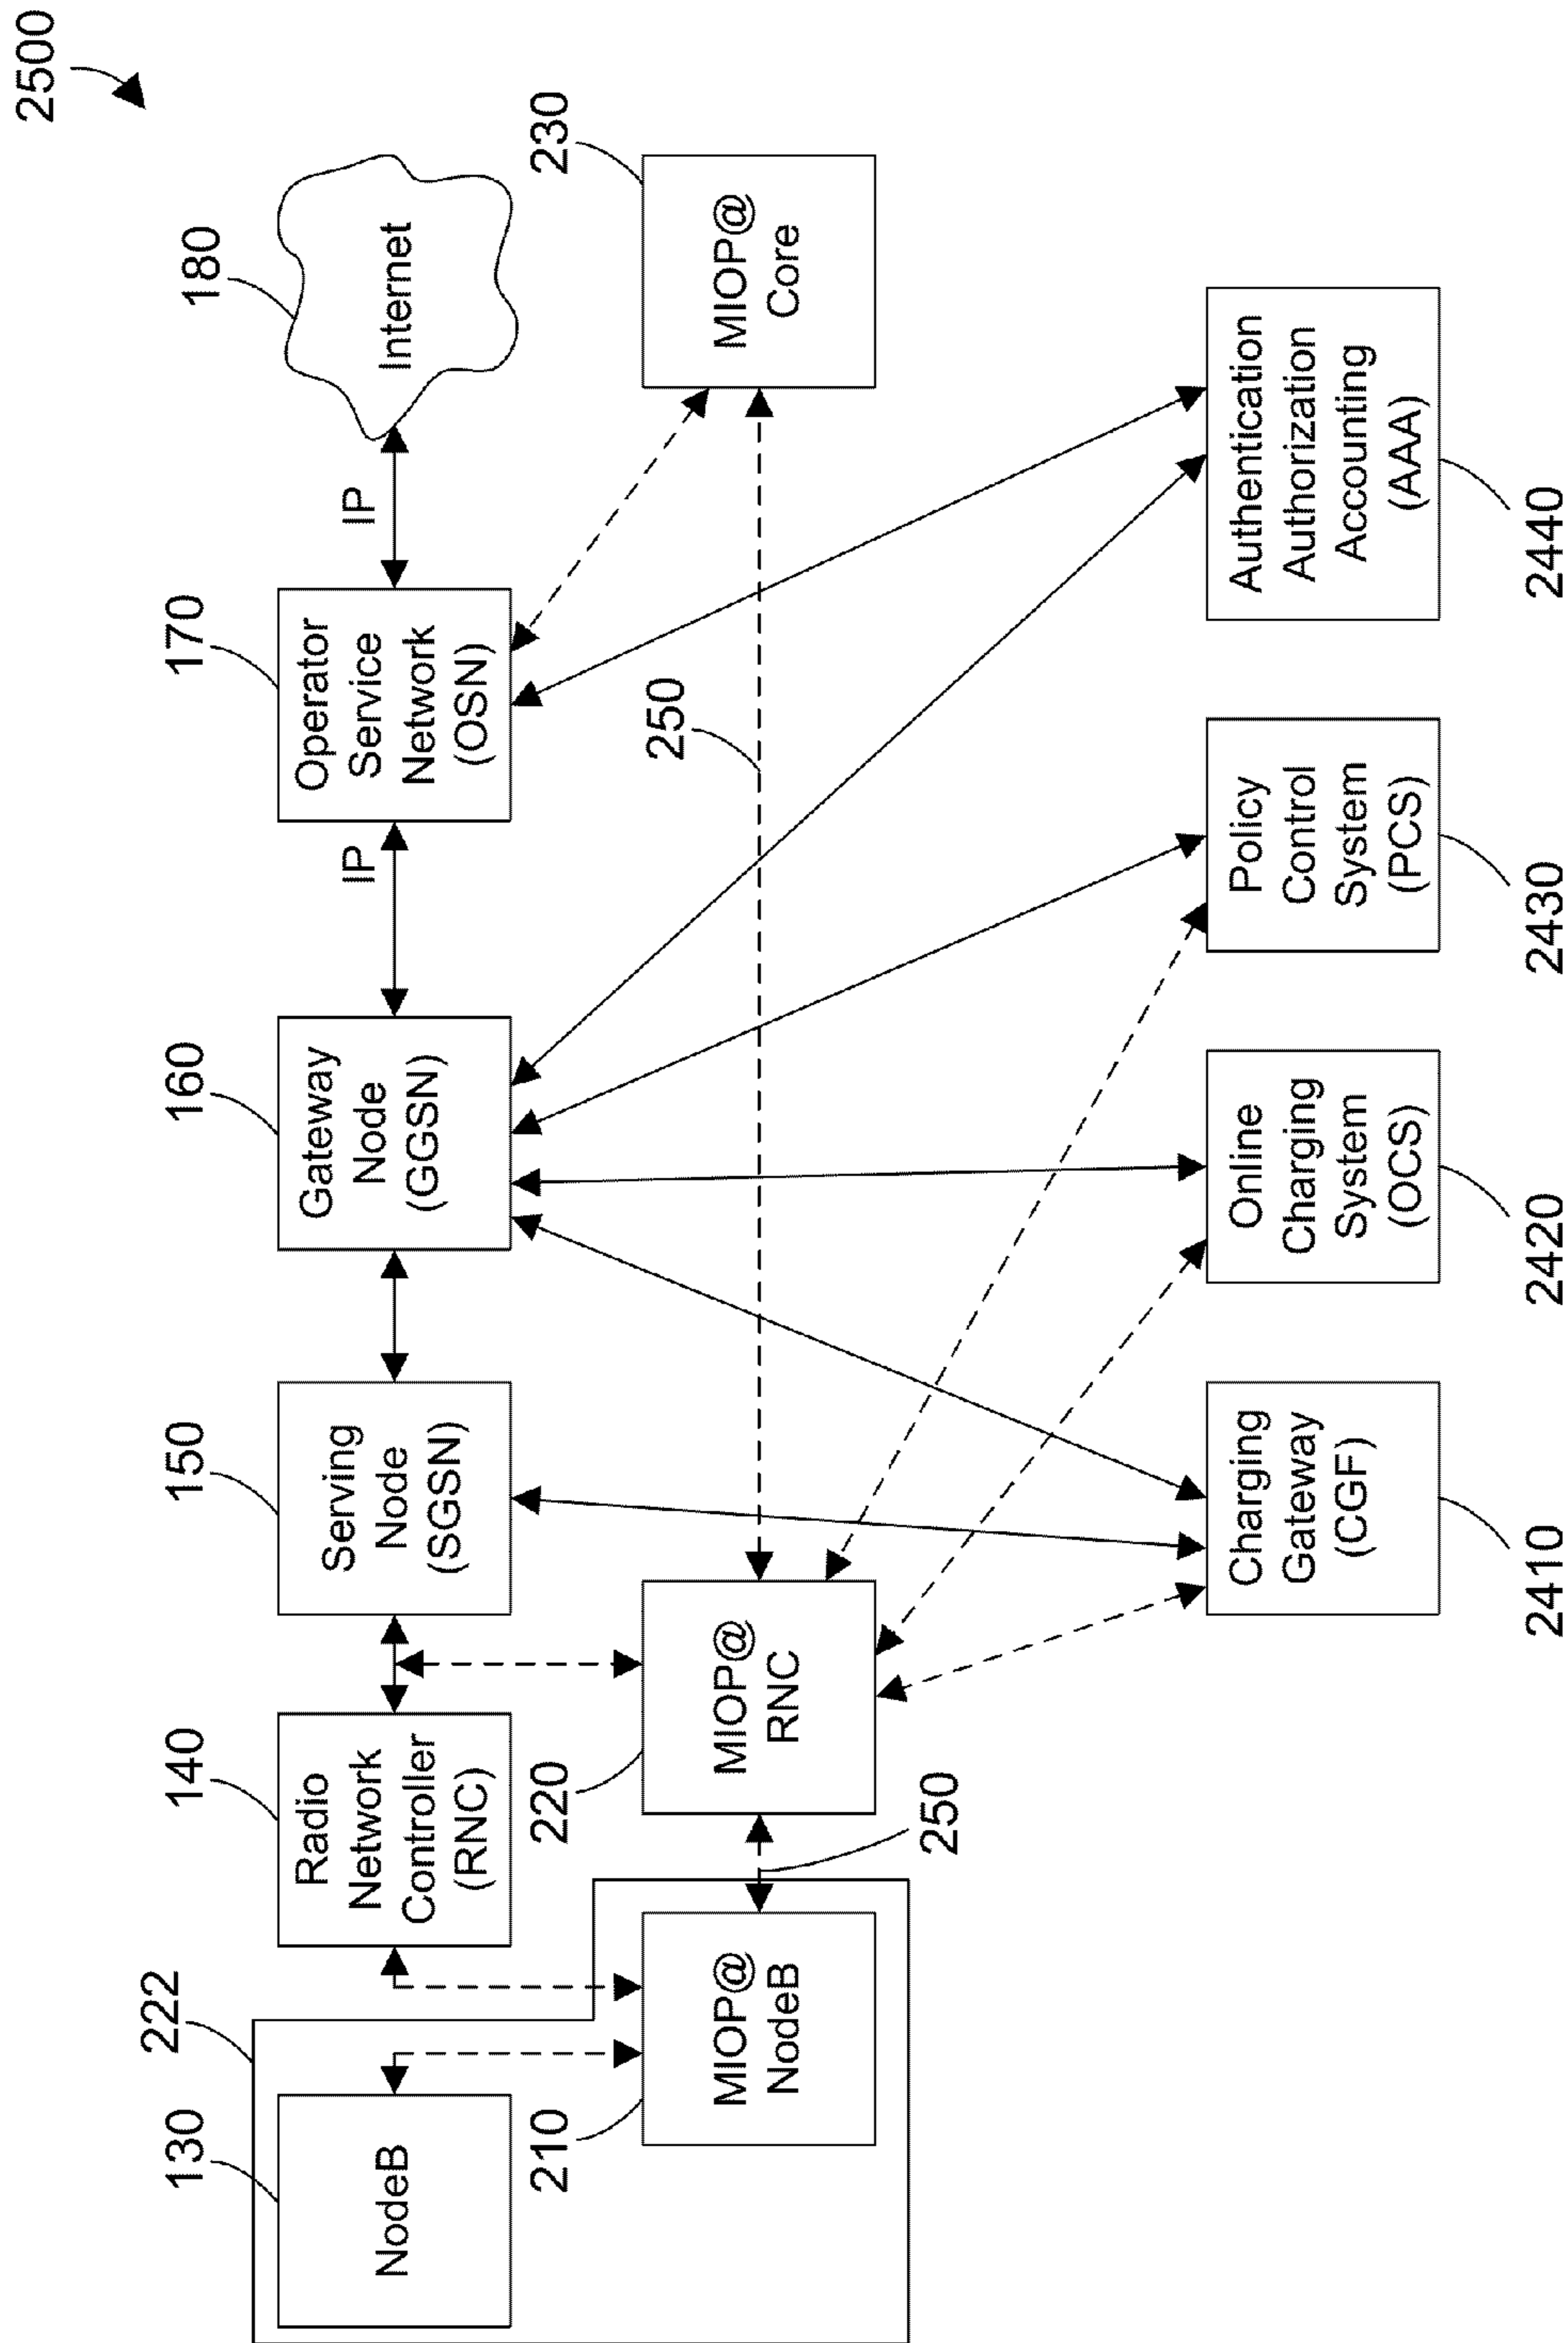 2500
222
130
NodeB
140
Radio
Network
Controller
(RNC)
150
Serving
Node
(SGSN)
160
Gateway
Node
(GGSN)
IP
170
Operator
Service
Network
(OSN)
IP
180
Internet
210
MIOP@
NodeB
250
220
MIOP@
RNC
250
230
MIOP@
Core
Charging
Gateway
(CGF)
2410
Online
Charging
System
(OCS)
2420
Policy
Control
System
(PCS)
2430
Authentication
Authorization
Accounting
(AAA)
2440